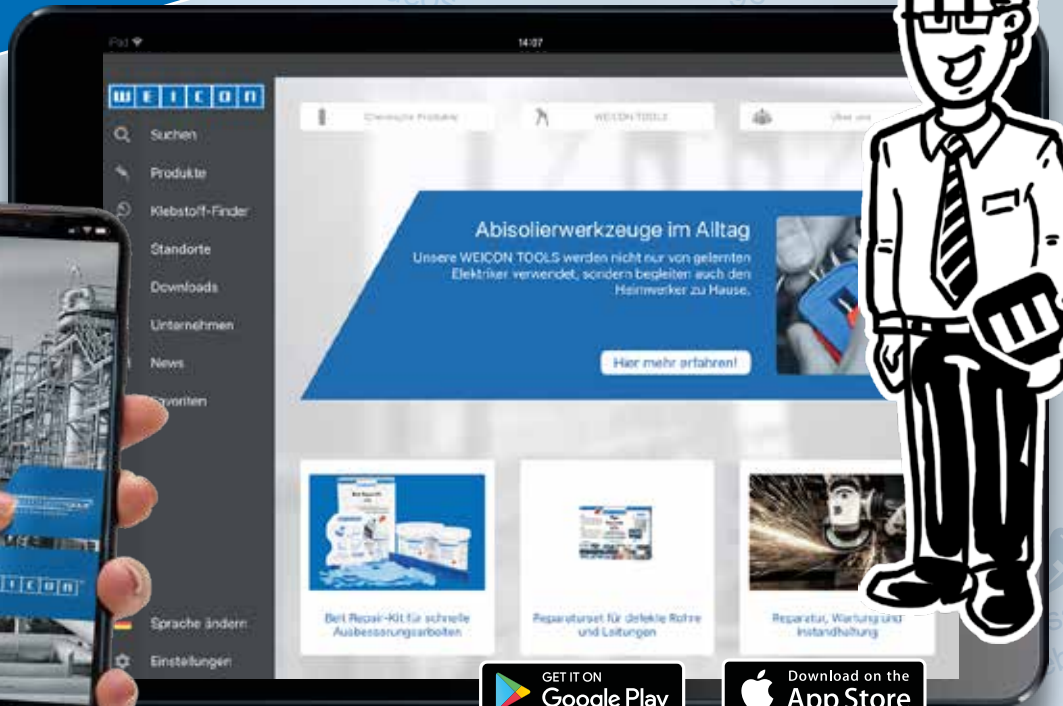 iPad
14:07
WEICON
Suchen
Produkte
Klebstoff-Finder
Standorte
Downloads
Unternehmen
News
Favoriten
Sprache ändern
Einstellungen
Chemische Produkte
WEICON TOOLS
Über uns
Abisolierwerkzeuge im Alltag
Unsere WEICON TOOLS werden nicht nur von gelernten
Elektriker verwendet, sondern begleiten auch den
Heimwerker zu Hause.
Hier mehr erfahren!
Belt Repair-Kit für schnelle
Ausbesserungsarbeiten
Reparaturset für defekte Rohre
und Leitungen
Reparatur, Wartung und
Instandhaltung
GET IT ON
Google Play
Download on the
App Store